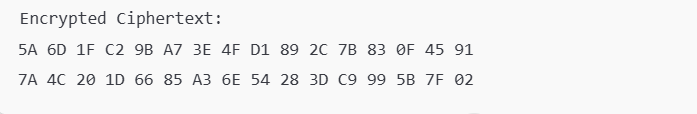 Encrypted Ciphertext:
5A 6D 1F C2 9B A7 3E 4F D1 89 2C 7B 83 0F 45 91
7A 4C 20 1D 66 85 A3 6E 54 28 3D C9 99 5B 7F 02